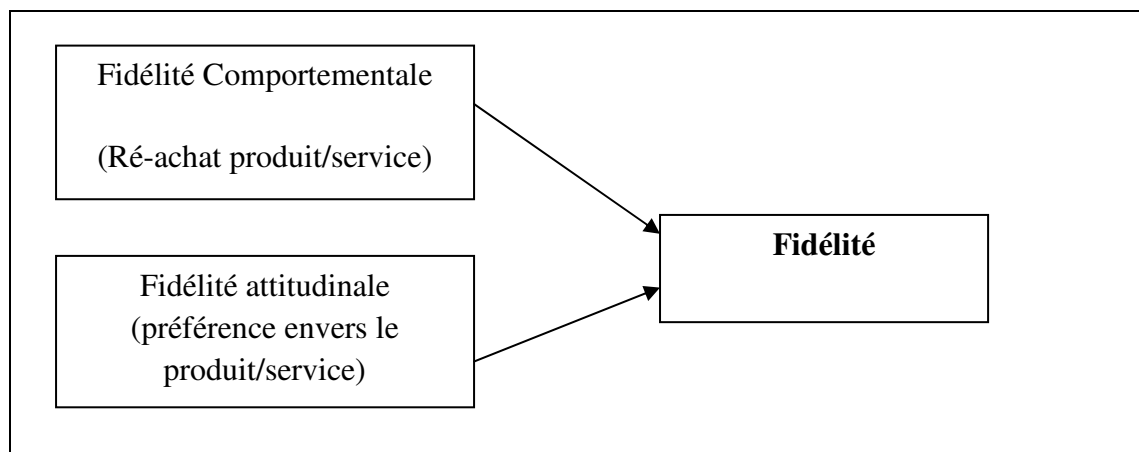 Fidélité Comportementale
(Ré-achat produit/service)
Fidélité attitudinale
(préférence envers le
produit/service)
Fidélité